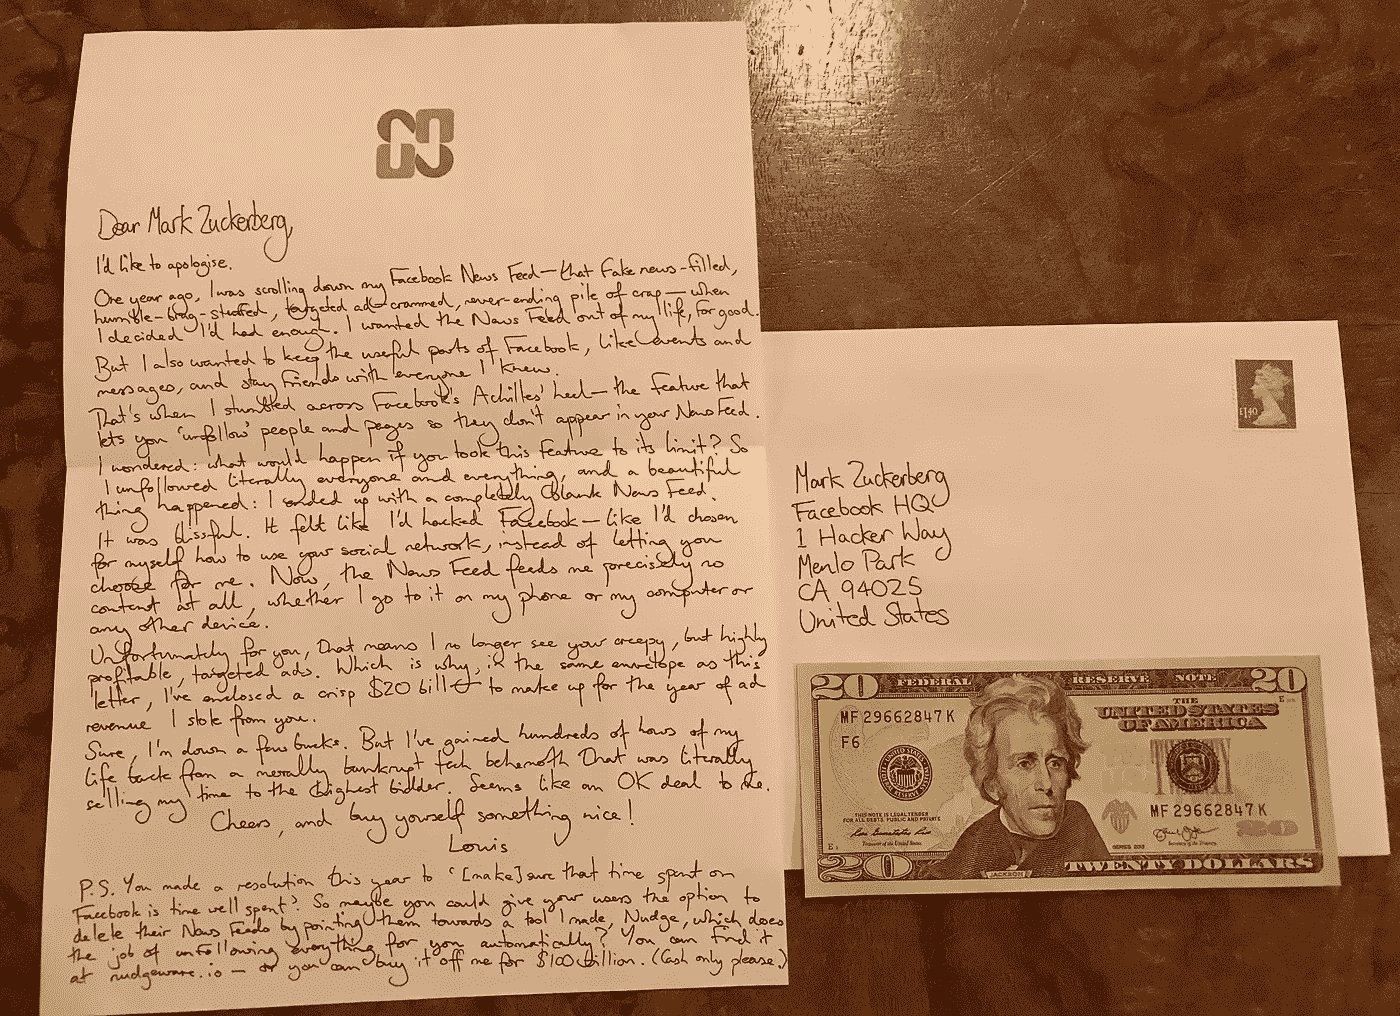 Dear Mark Zuckerberg,
I'd like to apologise.
One year ago, I was scrolling down my Facebook News Feed — that fake news-filled,
humble-brag-stuffed, targeted ad-crammed, never-ending pile of crap — when
I decided I'd had enough. I wanted the News Feed out of my life, for good.
But I also wanted to keep the useful parts of Facebook, like events and
messages, and stay friends with everyone I knew.
That's when I stumbled across Facebook's Achilles' heel — the feature that
lets you 'unfollow' people and pages so they don't appear in your News Feed.
I wondered: what would happen if you took this feature to its limit? So
I unfollowed literally everyone and everything, and a beautiful
thing happened: I ended up with a completely blank News Feed.
It was blissful. It felt like I'd hacked Facebook — like I'd chosen
for myself how to use your social network, instead of letting you
choose for me. Now, the News Feed feeds me precisely no
content at all, whether I go to it on my phone or my computer or
any other device.
Unfortunately for you, that means I no longer see your creepy, but highly
profitable, targeted ads. Which is why, in the same envelope as this
letter, I've enclosed a crisp $20 bill to make up for the year of ad
revenue I stole from you.
Sure, I'm down a few bucks. But I've gained hundreds of hours of my
life back from a morally bankrupt tech behemoth that was literally
selling my time to the highest bidder. Seems like an OK deal to me.
Cheers, and buy yourself something nice!
Louis
P.S. You made a resolution this year to '[make] sure that time spent on
Facebook is time well spent'. So maybe you could give your users the option to
delete their News Feeds by pointing them towards a tool I made, Nudge, which does
the job of unfollowing everything for you automatically? You can find it
at nudgeware.io — or you can buy it off me for $100 billion. (Cash only please.)
£1.40
Mark Zuckerberg
Facebook HQ
1 Hacker Way
Menlo Park
CA 94025
United States
20 FEDERAL RESERVE NOTE 20
THE
UNITED STATES
OF AMERICA
MF 29662847 K
F6
THIS NOTE IS LEGAL TENDER
FOR ALL DEBTS, PUBLIC AND PRIVATE
MF 29662847 K
Treasurer of the United States
Secretary of the Treasury
SERIES 2013
20
JACKSON
TWENTY DOLLARS